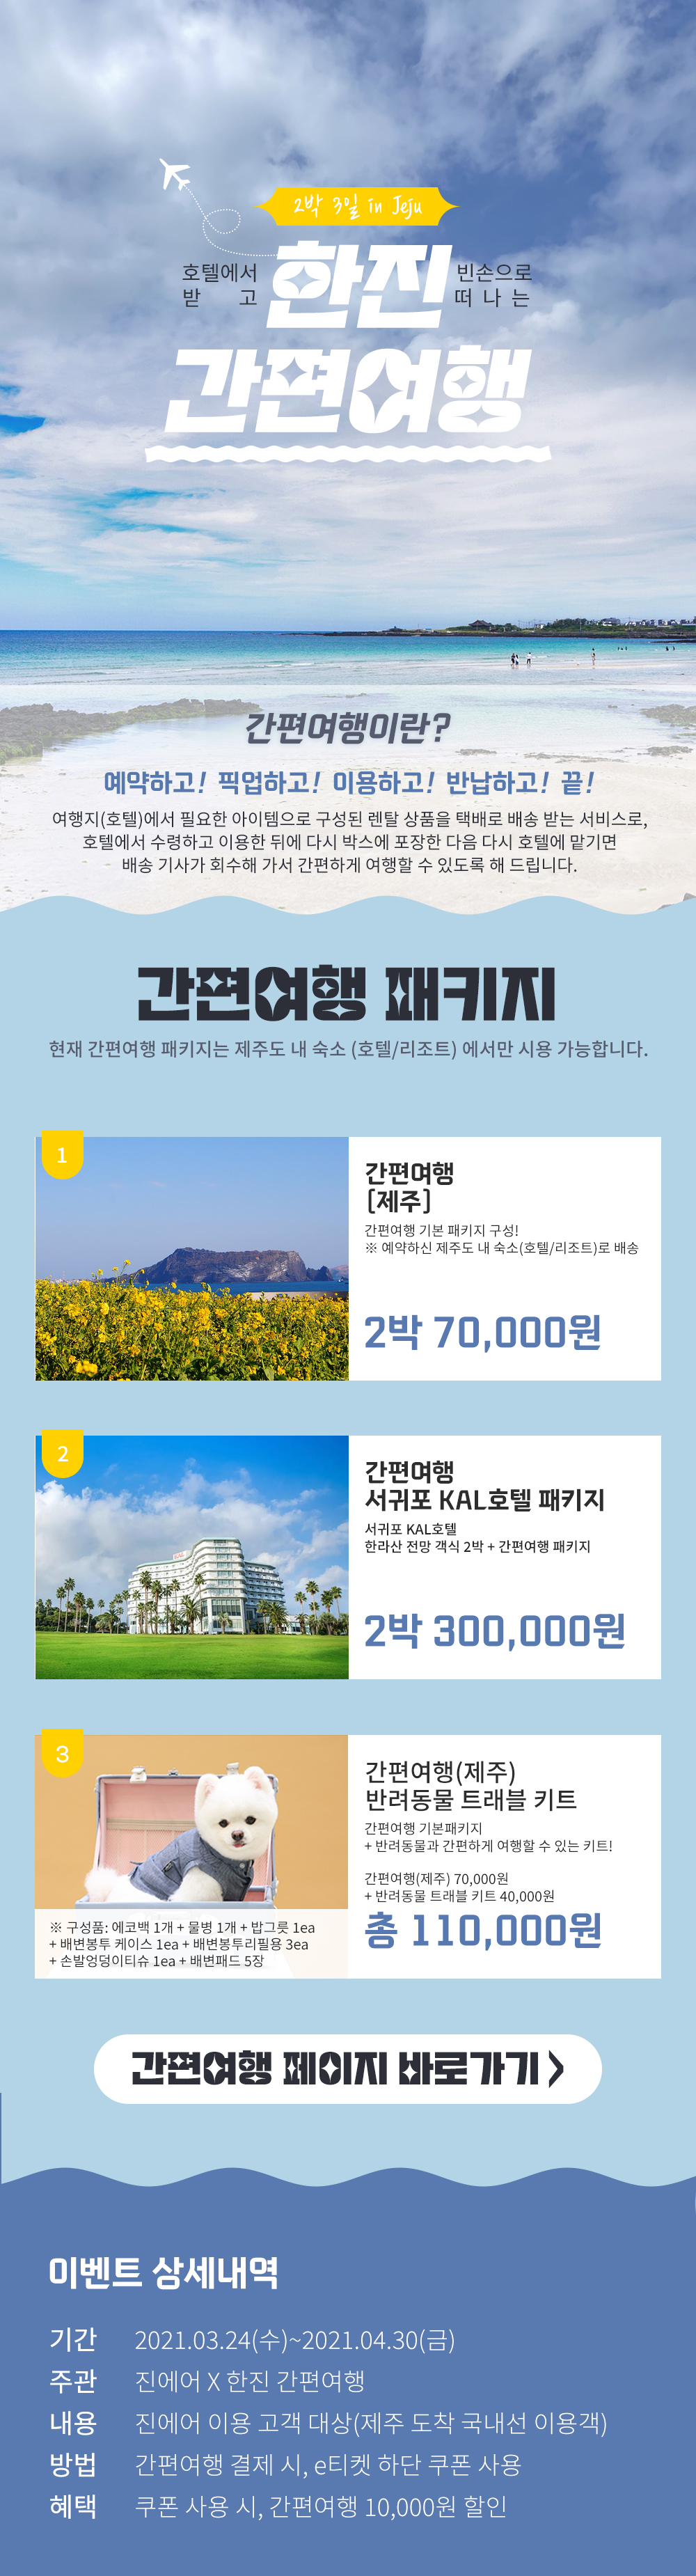 2박 3일 in Jeju
호텔에서
받 고
한진
빈손으로
떠 나 는
간편여행
간편여행이란?
예약하고! 픽업하고! 이용하고! 반납하고! 끝!
여행지(호텔)에서 필요한 아이템으로 구성된 렌탈 상품을 택배로 배송 받는 서비스로,
호텔에서 수령하고 이용한 뒤에 다시 박스에 포장한 다음 다시 호텔에 맡기면
배송 기사가 회수해 가서 간편하게 여행할 수 있도록 해 드립니다.
간편여행 패키지
현재 간편여행 패키지는 제주도 내 숙소 (호텔/리조트) 에서만 시용 가능합니다.
1
간편여행
[제주]
간편여행 기본 패키지 구성!
※ 예약하신 제주도 내 숙소(호텔/리조트)로 배송
2박 70,000원
2
간편여행
서귀포 KAL호텔 패키지
서귀포 KAL호텔
한라산 전망 객식 2박 + 간편여행 패키지
2박 300,000원
3
간편여행(제주)
반려동물 트래블 키트
간편여행 기본패키지
+ 반려동물과 간편하게 여행할 수 있는 키트!
간편여행(제주) 70,000원
+ 반려동물 트래블 키트 40,000원
총 110,000원
※ 구성품: 에코백 1개 + 물병 1개 + 밥그릇 1ea
+ 배변봉투 케이스 1ea + 배변봉투리필용 3ea
+ 손발엉덩이티슈 1ea + 배변패드 5장
간편여행 페이지 바로가기 >
이벤트 상세내역
기간 2021.03.24(수)~2021.04.30(금)
주관 진에어 X 한진 간편여행
내용 진에어 이용 고객 대상(제주 도착 국내선 이용객)
방법 간편여행 결제 시, e티켓 하단 쿠폰 사용
혜택 쿠폰 사용 시, 간편여행 10,000원 할인